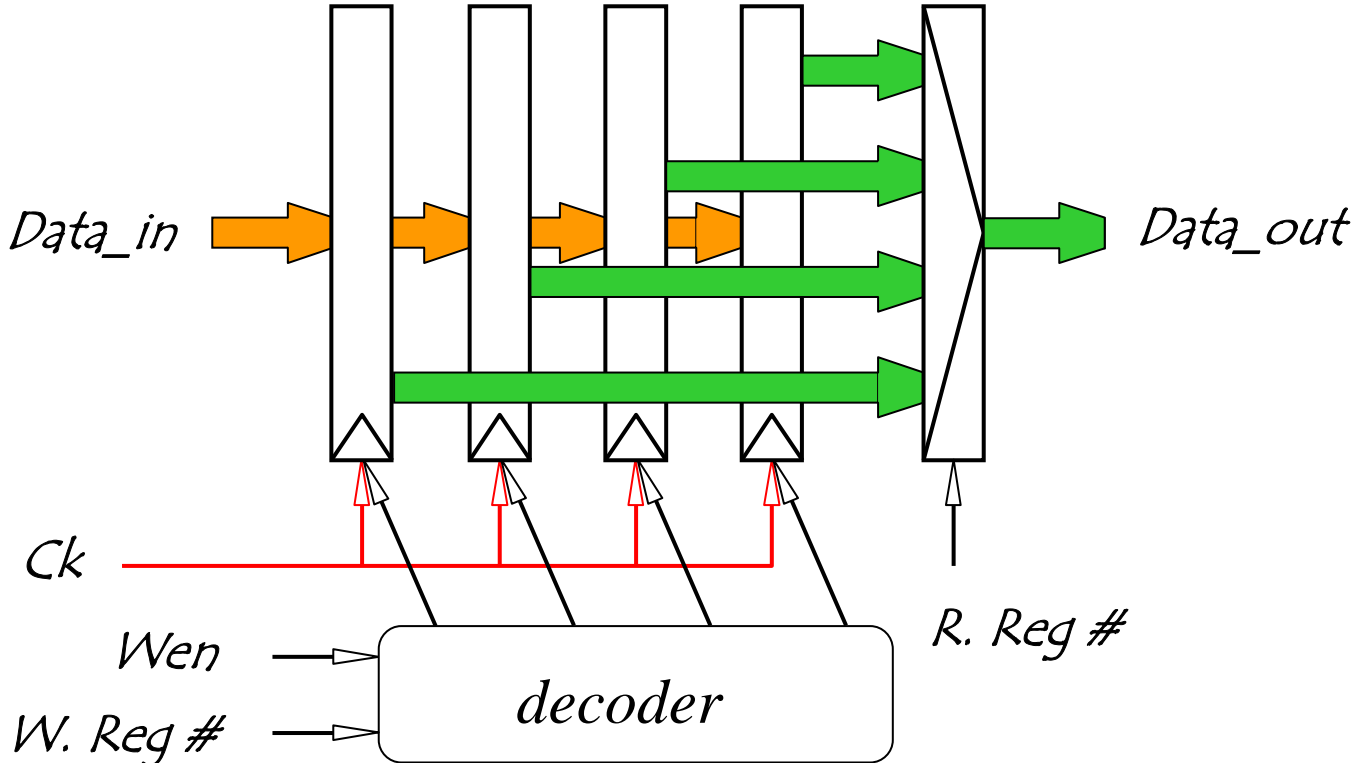 Data_in
Data_out
Ck
R. Reg #
Wen
decoder
W. Reg #